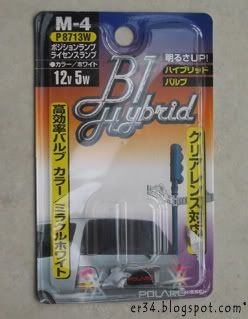 M-4
P8713W
ポジションランプ
ライセンスランプ
●カラー/ホワイト
12V 5W
明るさUP!
ハイブリッド
バルブ
BI
Hybrid
高効率バルブ カラー/ミラクルホワイト
クリアレンズ対応
POLARG
er34.blogspot.com